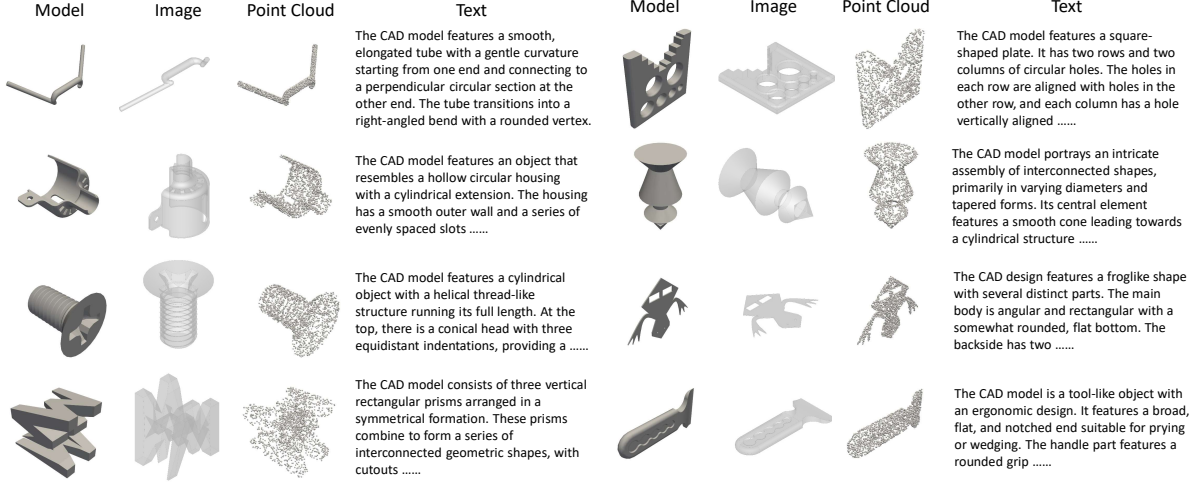 Model Image Point Cloud Text
The CAD model features a smooth,
elongated tube with a gentle curvature
starting from one end and connecting to
a perpendicular circular section at the
other end. The tube transitions into a
right-angled bend with a rounded vertex.
The CAD model features an object that
resembles a hollow circular housing
with a cylindrical extension. The housing
has a smooth outer wall and a series of
evenly spaced slots ……
The CAD model features a cylindrical
object with a helical thread-like
structure running its full length. At the
top, there is a conical head with three
equidistant indentations, providing a ……
The CAD model consists of three vertical
rectangular prisms arranged in a
symmetrical formation. These prisms
combine to form a series of
interconnected geometric shapes, with
cutouts ……
Model Image Point Cloud Text
The CAD model features a square-
shaped plate. It has two rows and two
columns of circular holes. The holes in
each row are aligned with holes in the
other row, and each column has a hole
vertically aligned ……
The CAD model portrays an intricate
assembly of interconnected shapes,
primarily in varying diameters and
tapered forms. Its central element
features a smooth cone leading towards
a cylindrical structure ……
The CAD design features a froglike shape
with several distinct parts. The main
body is angular and rectangular with a
somewhat rounded, flat bottom. The
backside has two ……
The CAD model is a tool-like object with
an ergonomic design. It features a broad,
flat, and notched end suitable for prying
or wedging. The handle part features a
rounded grip ……